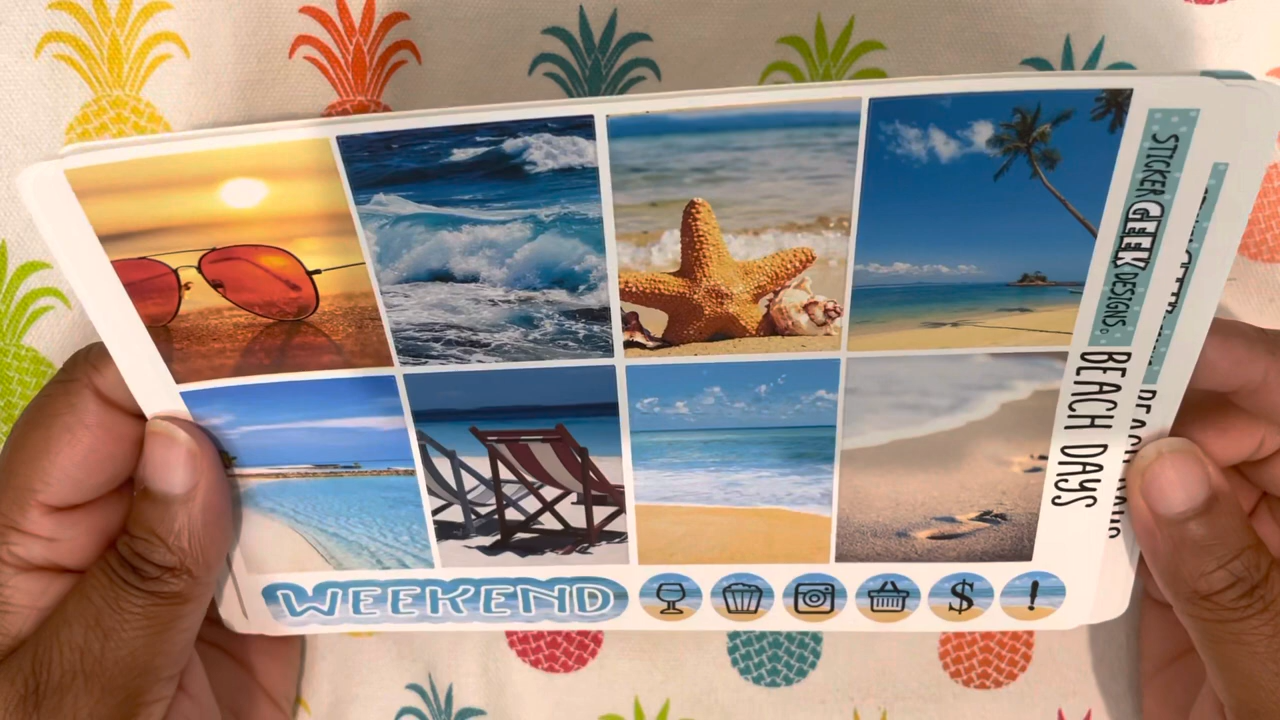 STICKER GEEK DESIGNS©
BEACH DAYS
WEEKEND
$
!